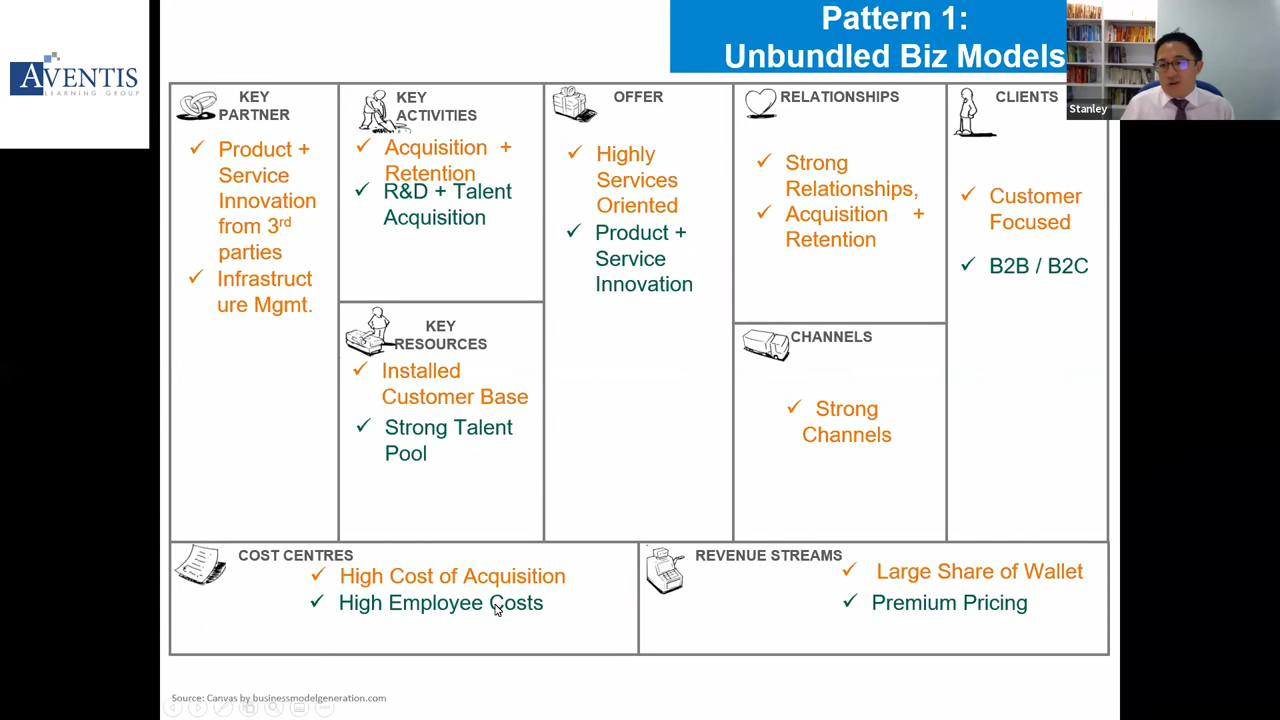 AVENTIS
LEARNING GROUP
Pattern 1:
Unbundled Biz Models
Stanley
KEY
PARTNER
✓ Product +
Service
Innovation
from 3rd
parties
✓ Infrastruct
ure Mgmt.
KEY
ACTIVITIES
✓ Acquisition +
Retention
✓ R&D + Talent
Acquisition
KEY
RESOURCES
✓ Installed
Customer Base
✓ Strong Talent
Pool
OFFER
✓ Highly
Services
Oriented
✓ Product +
Service
Innovation
RELATIONSHIPS
✓ Strong
Relationships,
✓ Acquisition +
Retention
CHANNELS
✓ Strong
Channels
CLIENTS
✓ Customer
Focused
✓ B2B / B2C
COST CENTRES
✓ High Cost of Acquisition
✓ High Employee Costs
REVENUE STREAMS
✓ Large Share of Wallet
✓ Premium Pricing
Source: Canvas by businessmodelgeneration.com